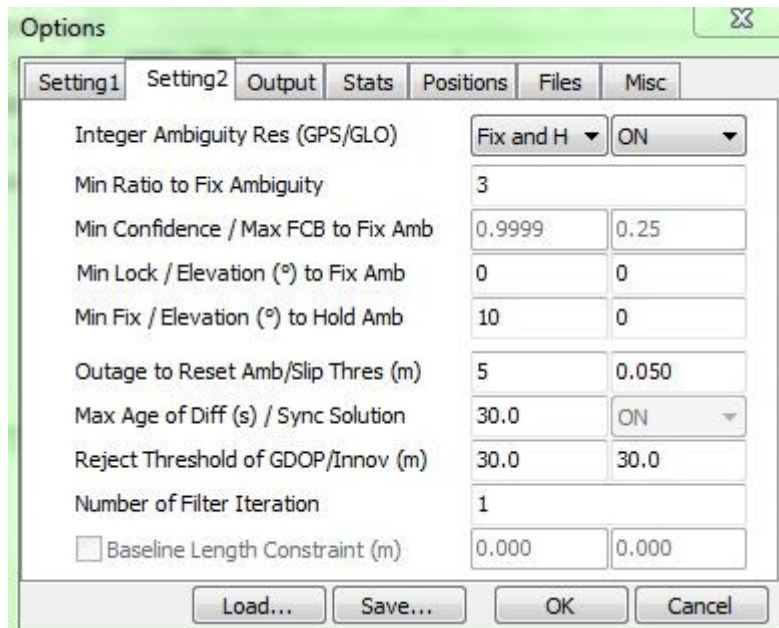 Options
Setting1 Setting2 Output Stats Positions Files Misc
Integer Ambiguity Res (GPS/GLO) Fix and H ON
Min Ratio to Fix Ambiguity 3
Min Confidence / Max FCB to Fix Amb 0.9999 0.25
Min Lock / Elevation (°) to Fix Amb 0 0
Min Fix / Elevation (°) to Hold Amb 10 0
Outage to Reset Amb/Slip Thres (m) 5 0.050
Max Age of Diff (s) / Sync Solution 30.0 ON
Reject Threshold of GDOP/Innov (m) 30.0 30.0
Number of Filter Iteration 1
Baseline Length Constraint (m) 0.000 0.000
Load... Save... OK Cancel